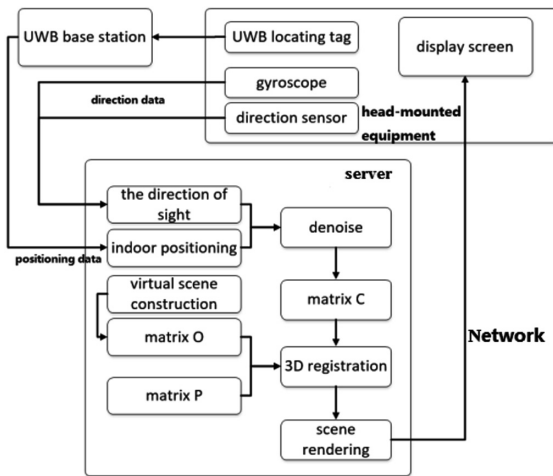 UWB base station
UWB locating tag
display screen
gyroscope
direction data
direction sensor
head-mounted
equipment
server
the direction of
sight
denoise
indoor positioning
positioning data
virtual scene
construction
matrix C
matrix O
Network
3D registration
matrix P
scene
rendering